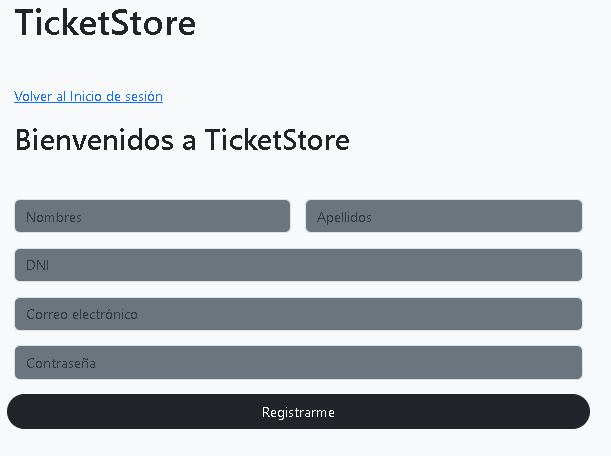 TicketStore
Volver al Inicio de sesión
Bienvenidos a TicketStore
Nombres Apellidos
DNI
Correo electrónico
Contraseña
Registrarme